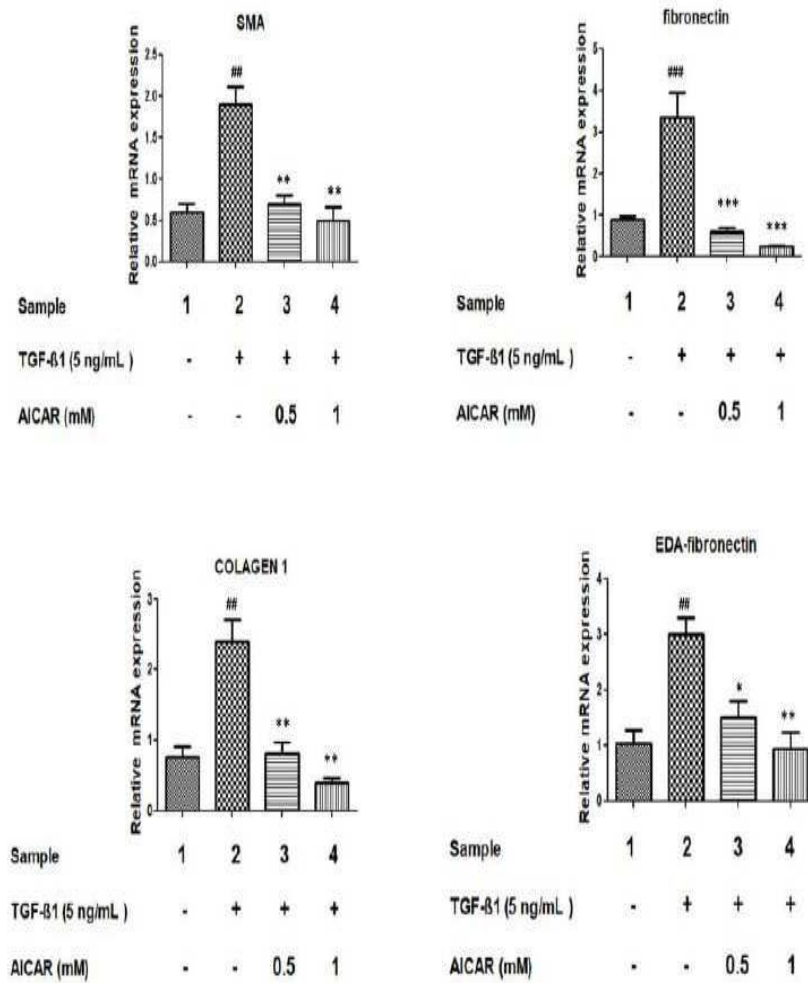 SMA
##
** **
Relative mRNA expression
2.5
2.0
1.5
1.0
0.5
0.0
Sample 1 2 3 4
TGF-ß1 (5 ng/mL ) - + + +
AICAR (mM) - - 0.5 1
fibronectin
###
*** ***
Relative mRNA expression
5
4
3
2
1
0
Sample 1 2 3 4
TGF-ß1 (5 ng/mL ) - + + +
AICAR (mM) - - 0.5 1
COLAGEN 1
##
** **
Relative mRNA expression
3
2
1
0
Sample 1 2 3 4
TGF-ß1 (5 ng/mL ) - + + +
AICAR (mM) - - 0.5 1
EDA-fibronectin
##
* **
Relative mRNA expression
4
3
2
1
0
Sample 1 2 3 4
TGF-ß1 (5 ng/mL ) - + + +
AICAR (mM) - - 0.5 1